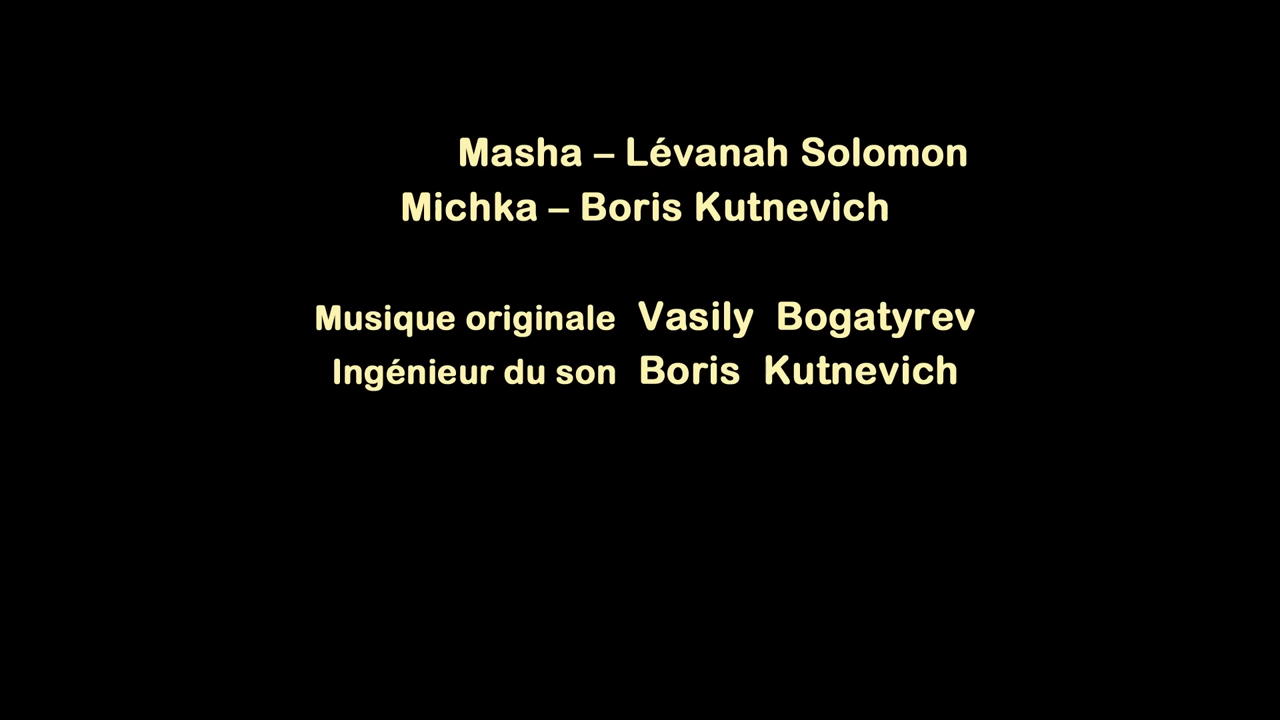 Masha – Lévanah Solomon
Michka – Boris Kutnevich
Musique originale Vasily Bogatyrev
Ingénieur du son Boris Kutnevich